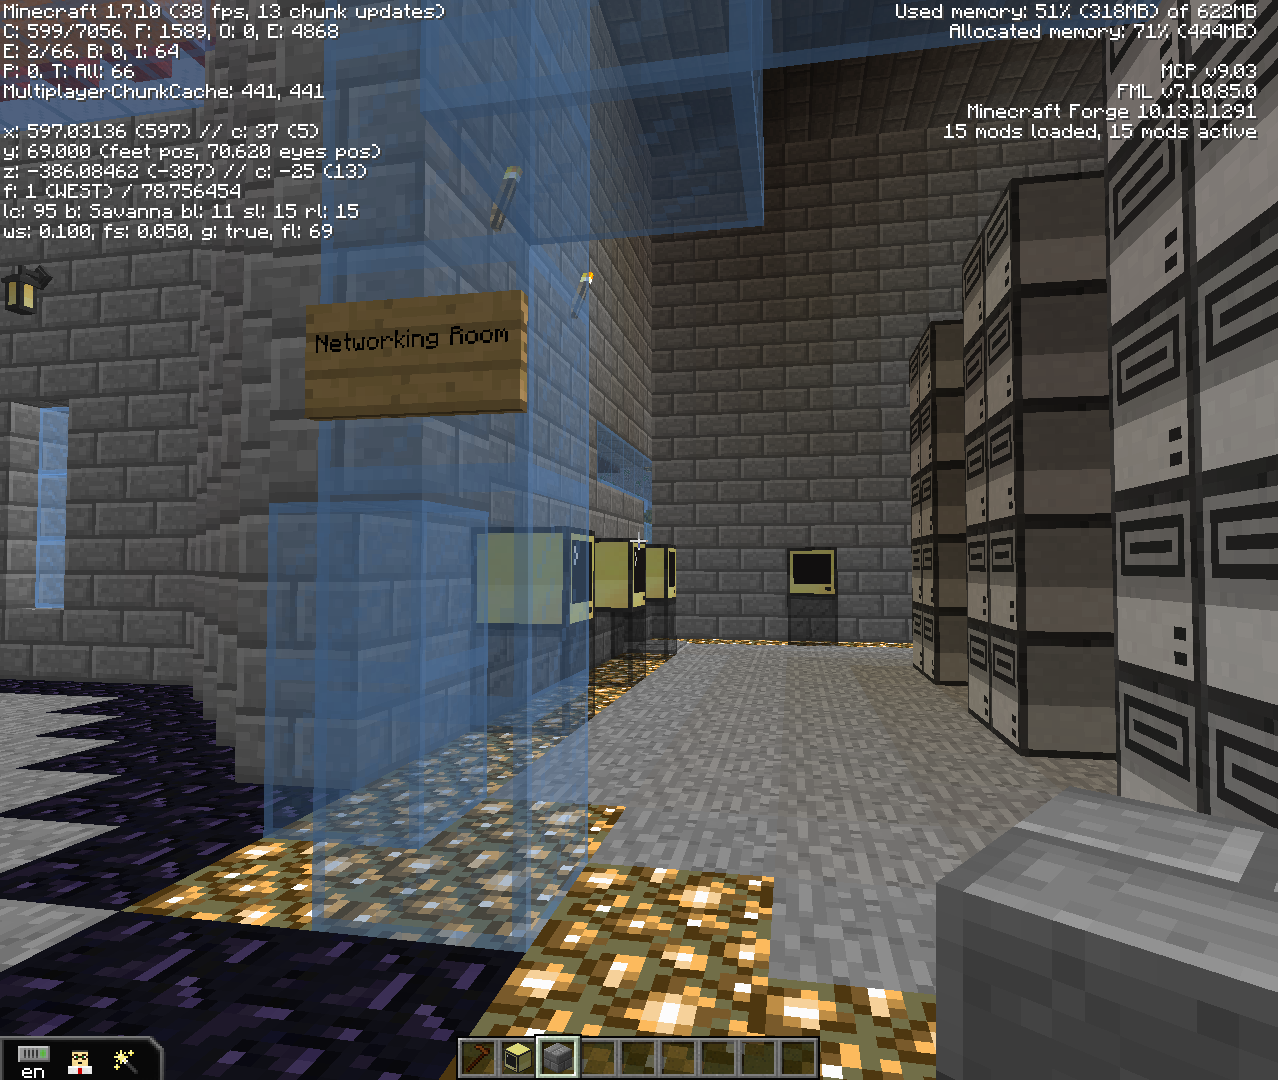 Minecraft 1.7.10 (38 fps, 13 chunk updates)
C: 599/7056. F: 1589, O: 0, E: 4868
E: 2/66. B: 0, I: 64
P: 0. T: All: 66
MultiplayerChunkCache: 441, 441
x: 597.03136 (597) // c: 37 (5)
y: 69.000 (feet pos, 70.620 eyes pos)
z: -386.08462 (-387) // c: -25 (13)
f: 1 (WEST) / 78.756454
lc: 95 b: Savanna bl: 11 sl: 15 rl: 15
ws: 0.100, fs: 0.050, g: true, fl: 69
Used memory: 51% (318MB) of 622MB
Allocated memory: 71% (444MB)
MCP v9.03
FML v7.10.85.0
Minecraft Forge 10.13.2.1291
15 mods loaded, 15 mods active
Networking Room
en